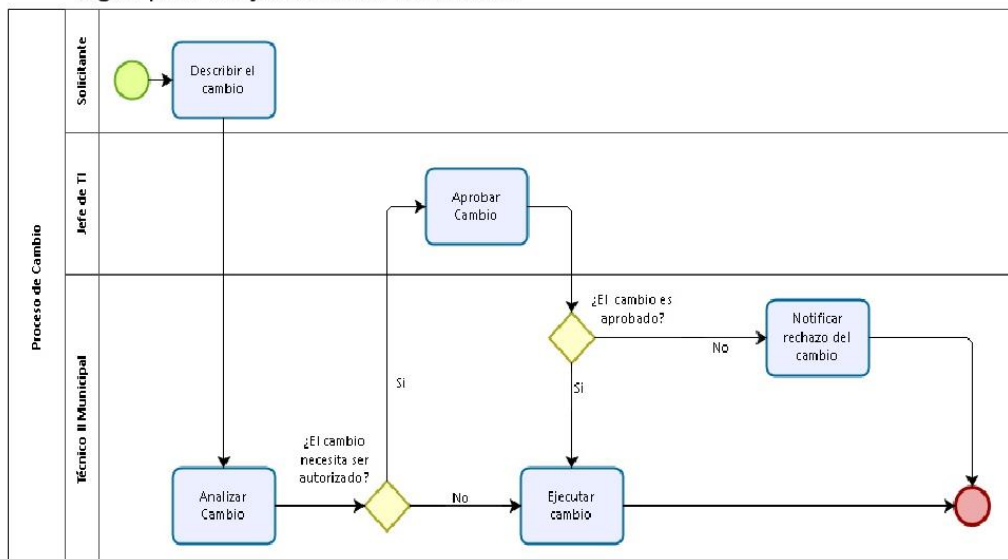 Proceso de Cambio
Solicitante
Describir el
cambio
Jefe de TI
Aprobar
Cambio
Técnico II Municipal
¿El cambio es
aprobado?
No
Si
Notificar
rechazo del
cambio
Si
¿El cambio
necesita ser
autorizado?
Analizar
Cambio
No
Ejecutar
cambio